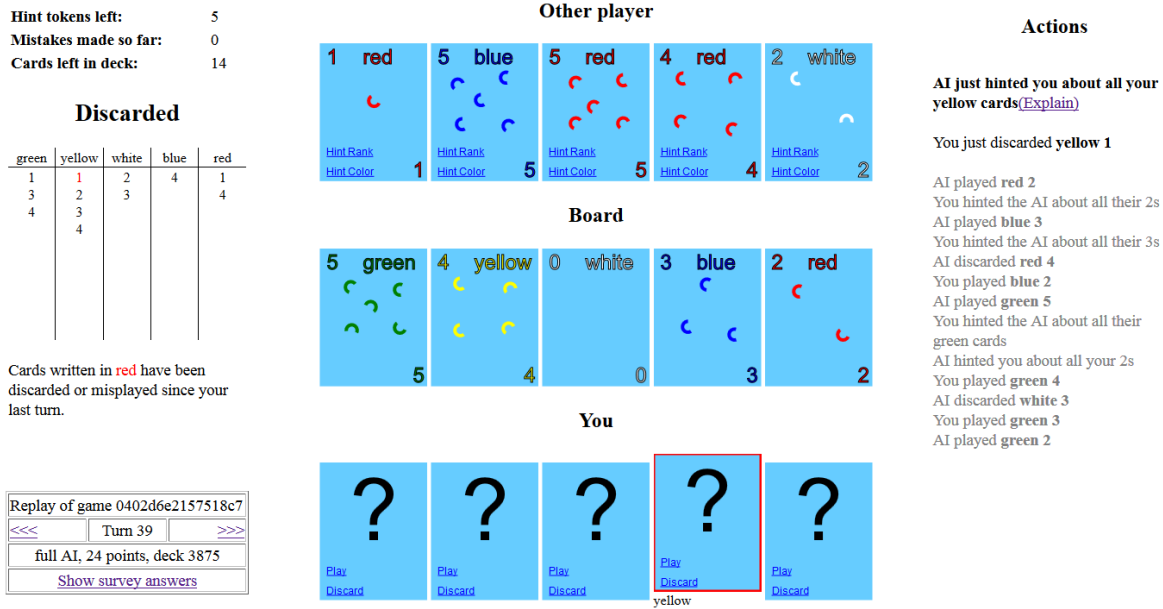 Hint tokens left: 5
Mistakes made so far: 0
Cards left in deck: 14
Discarded
green yellow white blue red
1 1 2 4 1
3 2 3 4
4 3
4
Cards written in red have been
discarded or misplayed since your
last turn.
Replay of game 0402d6e2157518c7
<<< Turn 39 >>>
full AI, 24 points, deck 3875
Show survey answers
Other player
1 red
Hint Rank
Hint Color 1
5 blue
Hint Rank
Hint Color 5
5 red
Hint Rank
Hint Color 5
4 red
Hint Rank
Hint Color 4
2 white
Hint Rank
Hint Color 2
Board
5 green
5
4 yellow
4
0 white
0
3 blue
3
2 red
2
You
?
Play
Discard
?
Play
Discard
?
Play
Discard
?
Play
Discard
yellow
?
Play
Discard
Actions
AI just hinted you about all your
yellow cards(Explain)
You just discarded yellow 1
AI played red 2
You hinted the AI about all their 2s
AI played blue 3
You hinted the AI about all their 3s
AI discarded red 4
You played blue 2
AI played green 5
You hinted the AI about all their
green cards
AI hinted you about all your 2s
You played green 4
AI discarded white 3
You played green 3
AI played green 2